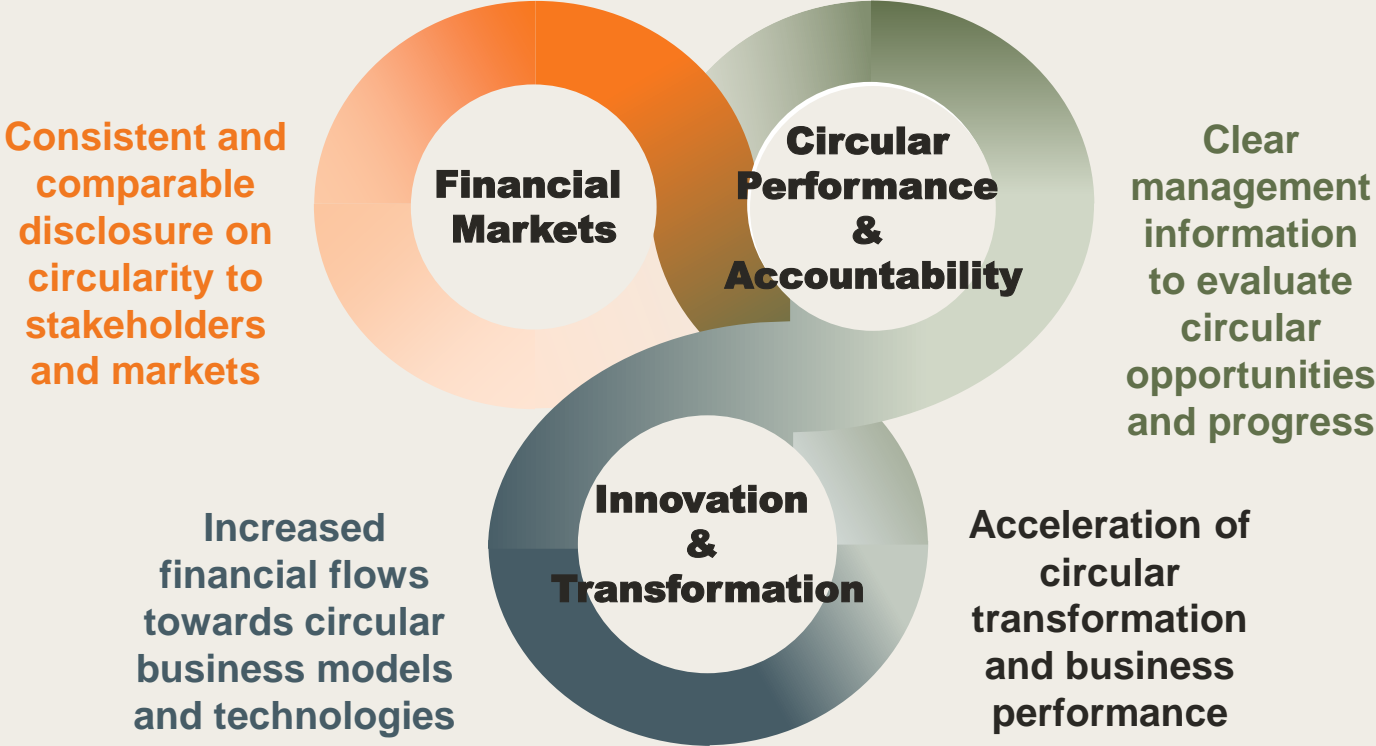 Consistent and
comparable
disclosure on
circularity to
stakeholders
and markets
Financial
Markets
Circular
Performance
&
Accountability
Clear
management
information
to evaluate
circular
opportunities
and progress
Increased
financial flows
towards circular
business models
and technologies
Innovation
&
Transformation
Acceleration of
circular
transformation
and business
performance